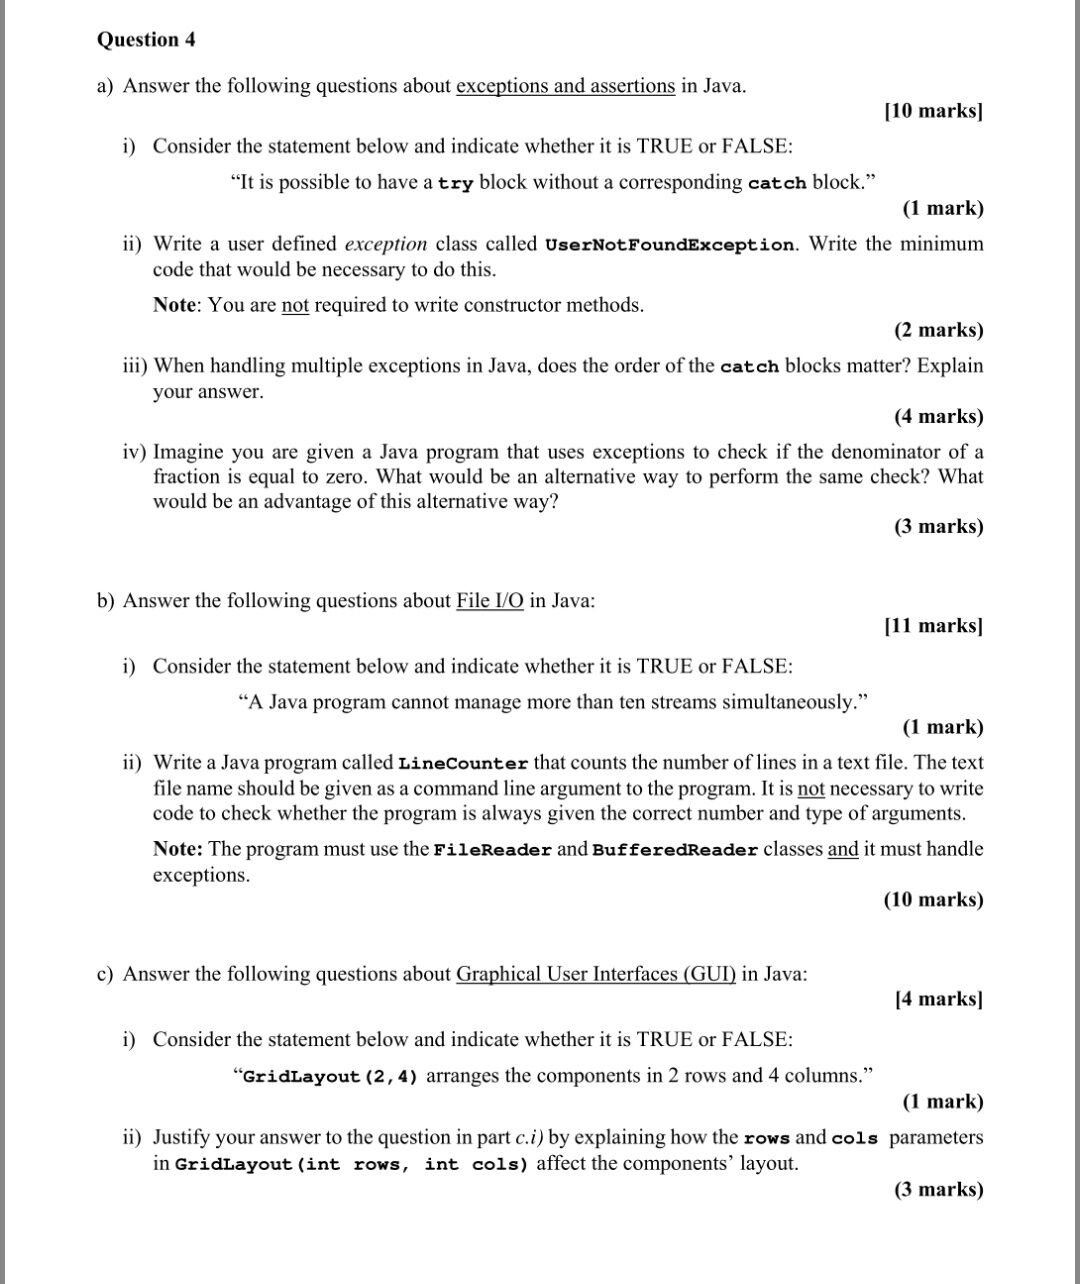 Question 4
a) Answer the following questions about exceptions and assertions in Java.
[10 marks]
i) Consider the statement below and indicate whether it is TRUE or FALSE:
“It is possible to have a try block without a corresponding catch block.”
(1 mark)
ii) Write a user defined exception class called UserNotFoundException. Write the minimum
code that would be necessary to do this.
Note: You are not required to write constructor methods.
(2 marks)
iii) When handling multiple exceptions in Java, does the order of the catch blocks matter? Explain
your answer.
(4 marks)
iv) Imagine you are given a Java program that uses exceptions to check if the denominator of a
fraction is equal to zero. What would be an alternative way to perform the same check? What
would be an advantage of this alternative way?
(3 marks)
b) Answer the following questions about File I/O in Java:
[11 marks]
i) Consider the statement below and indicate whether it is TRUE or FALSE:
“A Java program cannot manage more than ten streams simultaneously.”
(1 mark)
ii) Write a Java program called LineCounter that counts the number of lines in a text file. The text
file name should be given as a command line argument to the program. It is not necessary to write
code to check whether the program is always given the correct number and type of arguments.
Note: The program must use the FileReader and BufferedReader classes and it must handle
exceptions.
(10 marks)
c) Answer the following questions about Graphical User Interfaces (GUI) in Java:
[4 marks]
i) Consider the statement below and indicate whether it is TRUE or FALSE:
“GridLayout(2,4) arranges the components in 2 rows and 4 columns.”
(1 mark)
ii) Justify your answer to the question in part c.i) by explaining how the rows and cols parameters
in GridLayout(int rows, int cols) affect the components’ layout.
(3 marks)